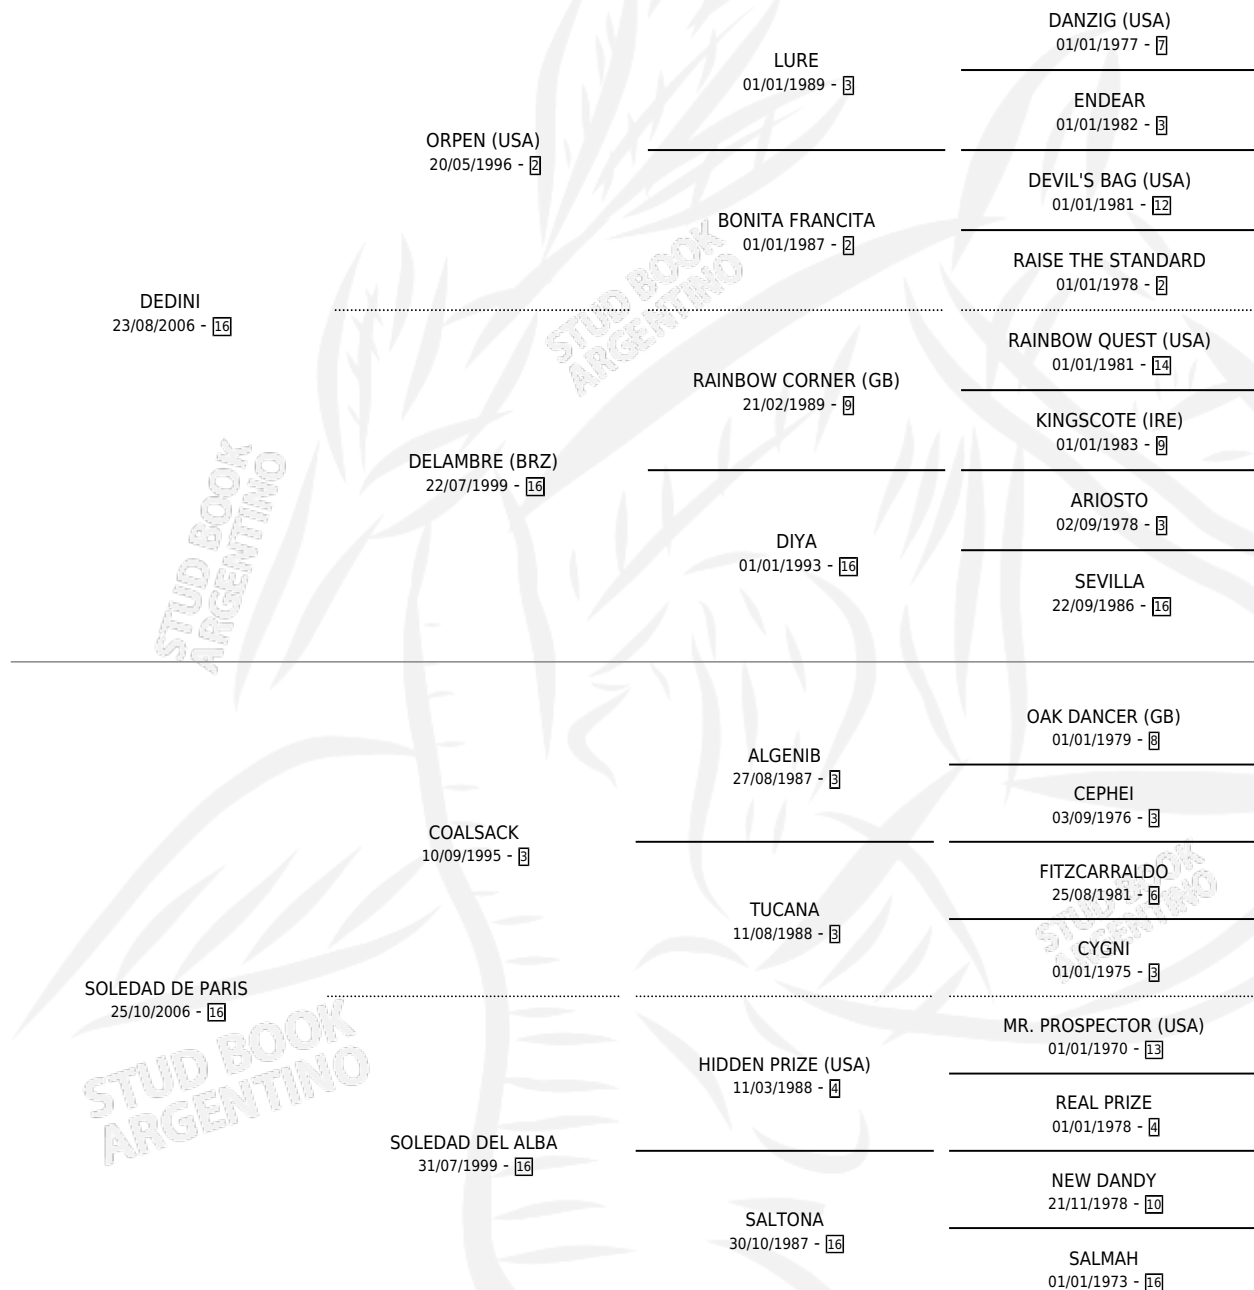 DANZIG (USA)
01/01/1977 - 7
LURE
01/01/1989 - 3
ENDEAR
01/01/1982 - 3
ORPEN (USA)
20/05/1996 - 2
DEVIL'S BAG (USA)
01/01/1981 - 12
BONITA FRANCITA
01/01/1987 - 2
RAISE THE STANDARD
01/01/1978 - 2
DEDINI
23/08/2006 - 16
RAINBOW QUEST (USA)
01/01/1981 - 14
RAINBOW CORNER (GB)
21/02/1989 - 9
KINGSCOTE (IRE)
01/01/1983 - 9
DELAMBRE (BRZ)
22/07/1999 - 16
ARIOSTO
02/09/1978 - 3
DIYA
01/01/1993 - 16
SEVILLA
22/09/1986 - 16
STUD BOOK
ARGENTINO
STUD BOOK
ARGENTINO
OAK DANCER (GB)
01/01/1979 - 8
ALGENIB
27/08/1987 - 3
CEPHEI
03/09/1976 - 3
COALSACK
10/09/1995 - 3
FITZCARRALDO
25/08/1981 - 6
TUCANA
11/08/1988 - 3
CYGNI
01/01/1975 - 3
STUD BOOK
ARGENTINO
SOLEDAD DE PARIS
25/10/2006 - 16
MR. PROSPECTOR (USA)
01/01/1970 - 13
HIDDEN PRIZE (USA)
11/03/1988 - 4
REAL PRIZE
01/01/1978 - 4
SOLEDAD DEL ALBA
31/07/1999 - 16
NEW DANDY
21/11/1978 - 10
SALTONA
30/10/1987 - 16
SALMAH
01/01/1973 - 16
STUD BOOK
ARGENTINO